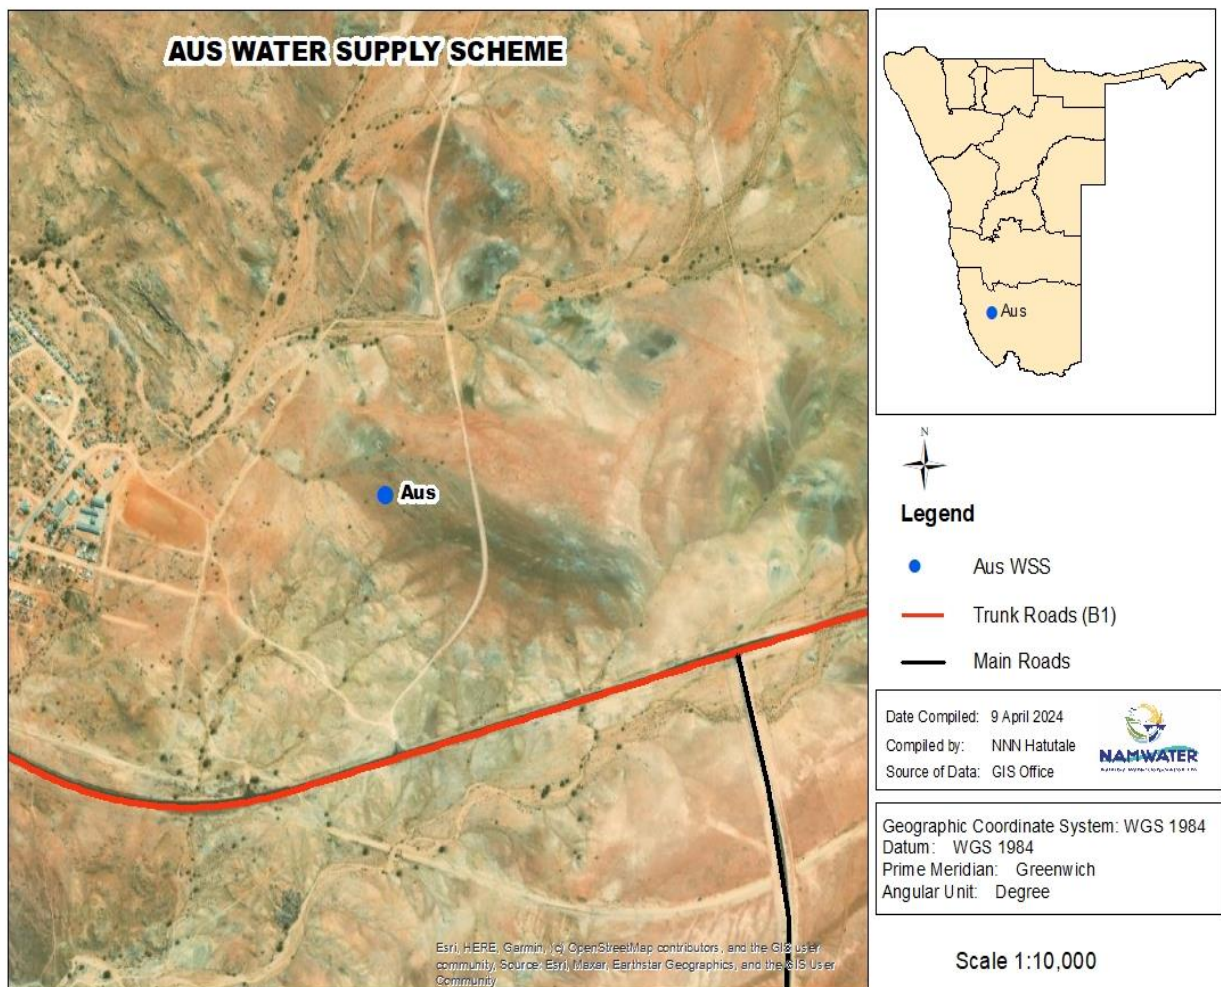 AUS WATER SUPPLY SCHEME
Aus
Esri, HERE, Garmin, (c) OpenStreetMap contributors, and the GIS user
community, Source: Esri, Maxar, Earthstar Geographics, and the GIS User
Community
Aus
N
Legend
Aus WSS
Trunk Roads (B1)
Main Roads
Date Compiled: 9 April 2024
Compiled by: NNN Hatutale
Source of Data: GIS Office
NAMWATER
Geographic Coordinate System: WGS 1984
Datum: WGS 1984
Prime Meridian: Greenwich
Angular Unit: Degree
Scale 1:10,000